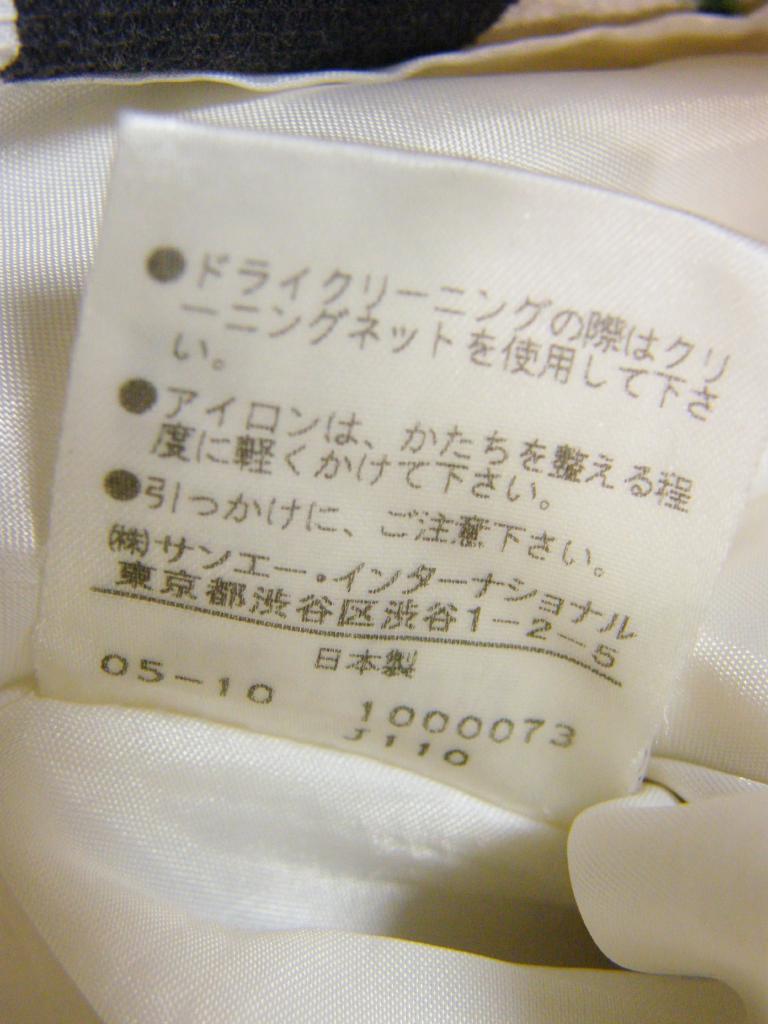 ●ドライクリーニングの際はクリ
ーニングネットを使用して下さ
い。
●アイロンは、かたちを整える程
度に軽くかけて下さい。
●引っかけに、ご注意下さい。
㈱サンエー・インターナショナル
東京都渋谷区渋谷1-2-5
日本製
05-10 1000073
J110